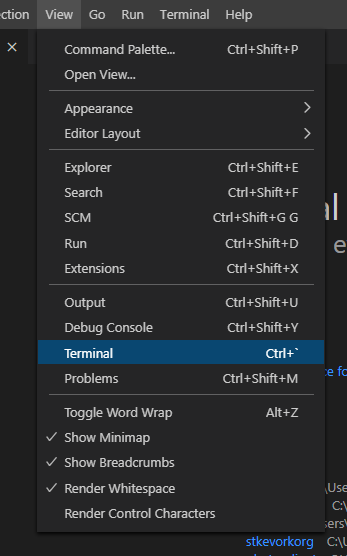 ection View Go Run Terminal Help
Command Palette... Ctrl+Shift+P
Open View...
Appearance
Editor Layout
Explorer Ctrl+Shift+E
Search Ctrl+Shift+F
SCM Ctrl+Shift+G G
Run Ctrl+Shift+D
Extensions Ctrl+Shift+X
Output Ctrl+Shift+U
Debug Console Ctrl+Shift+Y
Terminal Ctrl+`
Problems Ctrl+Shift+M
Toggle Word Wrap Alt+Z
Show Minimap
Show Breadcrumbs
Render Whitespace
Render Control Characters
stkevorkorg C:\U